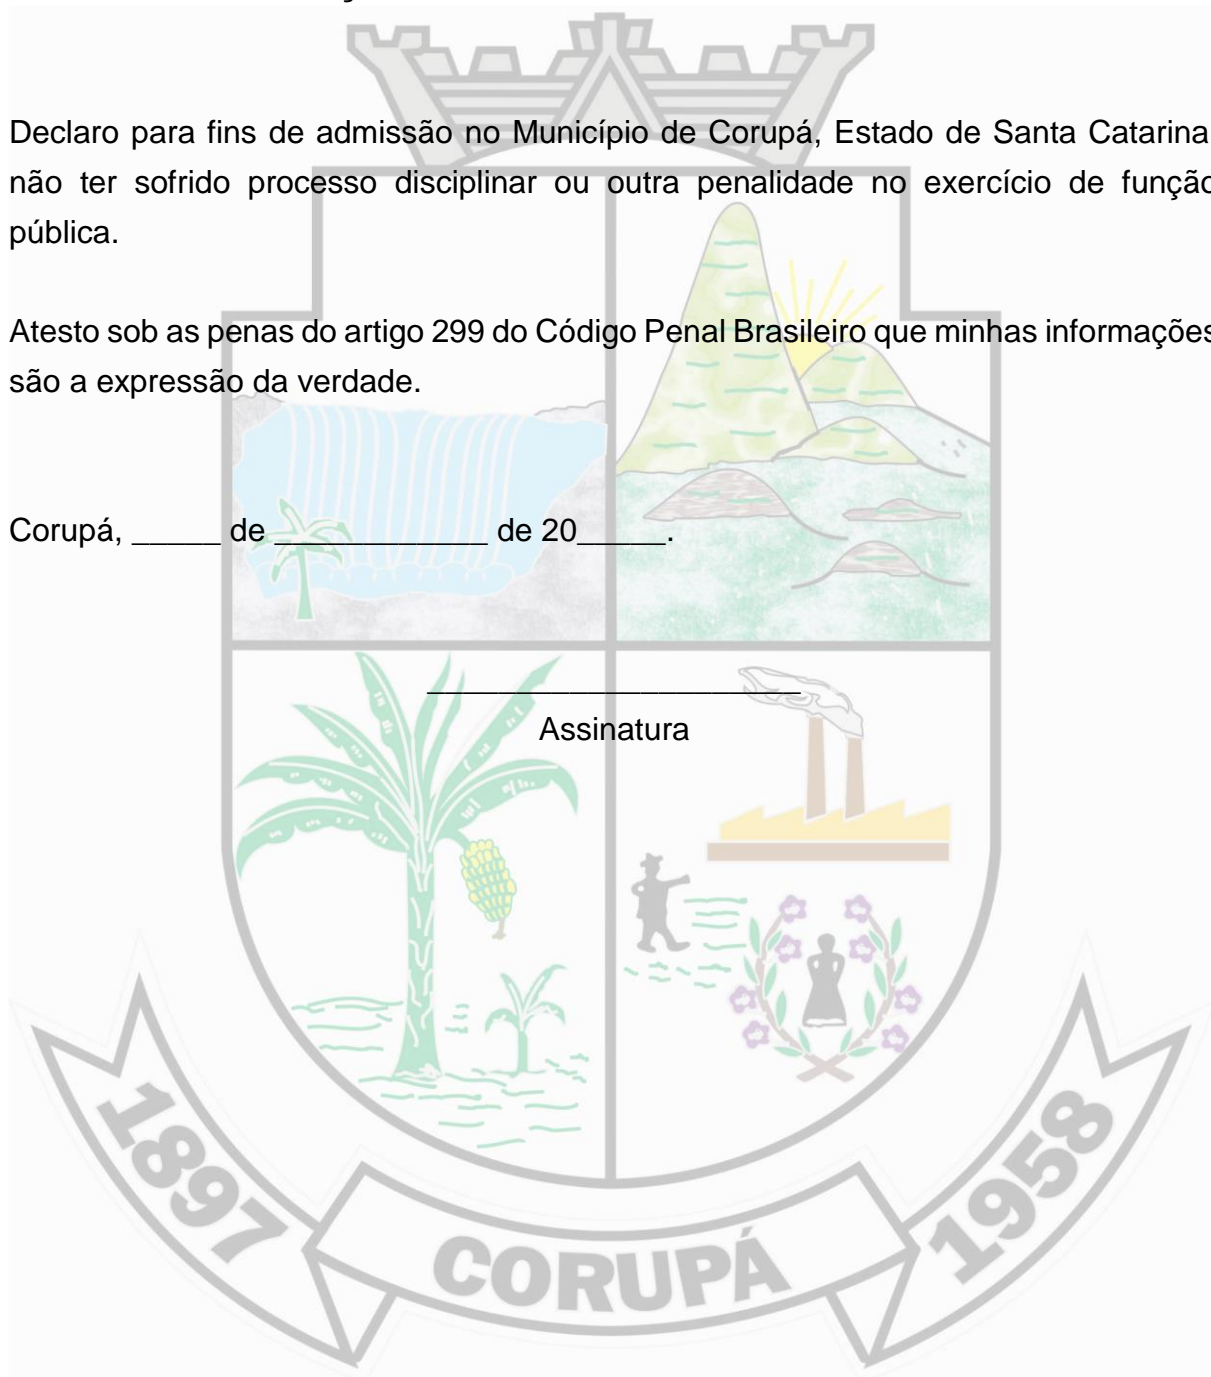 Declaro para fins de admissão no Município de Corupá, Estado de Santa Catarina
não ter sofrido processo disciplinar ou outra penalidade no exercício de função
pública.
Atesto sob as penas do artigo 299 do Código Penal Brasileiro que minhas informações
são a expressão da verdade.
Corupá, _____ de ____________ de 20_____.
_____________________
Assinatura
1897
CORUPÁ
1958